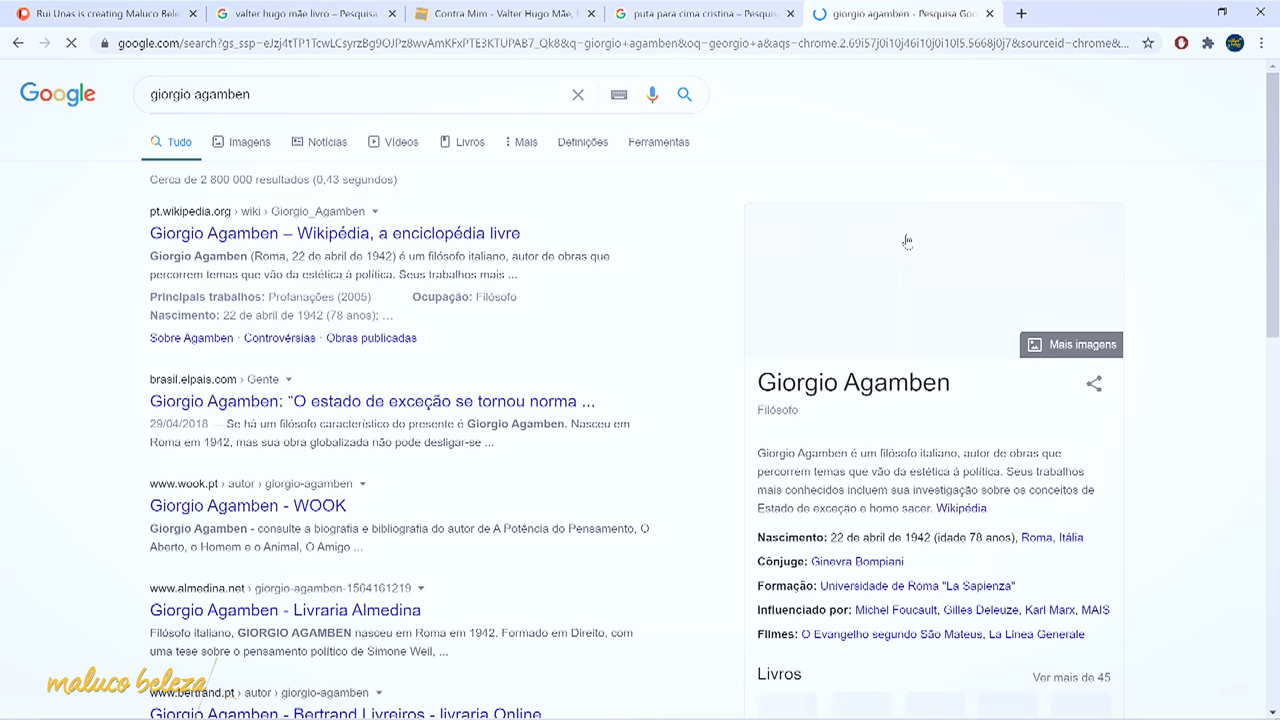 Rui Unas is creating Maluco Bele
valter hugo mãe livro – Pesquisa
Contra Mim - Valter Hugo Mãe,
puta para cima cristina – Pesquis
giorgio agamben - Pesquisa Goo
google.com/search?gs_ssp=eJzj4tTP1TcwLCsyrzBg9OJPz8wvAmKFxPTE3KTUPAB7_Qk8&q=giorgio+agamben&oq=georgio+a&aqs=chrome.2.69i57j0i10j46i10j0i10l5.5668j0j7&sourceid=chrome&...
Google
giorgio agamben
Tudo
Imagens
Notícias
Vídeos
Livros
Mais
Definições
Ferramentas
Cerca de 2 800 000 resultados (0,43 segundos)
pt.wikipedia.org › wiki › Giorgio_Agamben
Giorgio Agamben – Wikipédia, a enciclopédia livre
Giorgio Agamben (Roma, 22 de abril de 1942) é um filósofo italiano, autor de obras que
percorrem temas que vão da estética à política. Seus trabalhos mais ...
Principais trabalhos: Profanações (2005)
Ocupação: Filósofo
Nascimento: 22 de abril de 1942 (78 anos); ...
Sobre Agamben · Controvérsias · Obras publicadas
brasil.elpais.com › Gente
Giorgio Agamben: “O estado de exceção se tornou norma ...
29/04/2018 — Se há um filósofo característico do presente é Giorgio Agamben. Nasceu em
Roma em 1942, mas sua obra globalizada não pode desligar-se ...
www.wook.pt › autor › giorgio-agamben
Giorgio Agamben - WOOK
Giorgio Agamben - consulte a biografia e bibliografia do autor de A Potência do Pensamento, O
Aberto, o Homem e o Animal, O Amigo ...
www.almedina.net › giorgio-agamben-1564161219
Giorgio Agamben - Livraria Almedina
Filósofo italiano, GIORGIO AGAMBEN nasceu em Roma em 1942. Formado em Direito, com
uma tese sobre o pensamento político de Simone Weil, ...
www.bertrand.pt › autor › giorgio-agamben
Giorgio Agamben - Bertrand Livreiros - livraria Online
maluco beleza
Mais imagens
Giorgio Agamben
Filósofo
Giorgio Agamben é um filósofo italiano, autor de obras que
percorrem temas que vão da estética à política. Seus trabalhos
mais conhecidos incluem sua investigação sobre os conceitos de
Estado de exceção e homo sacer. Wikipédia
Nascimento: 22 de abril de 1942 (idade 78 anos), Roma, Itália
Cônjuge: Ginevra Bompiani
Formação: Universidade de Roma "La Sapienza"
Influenciado por: Michel Foucault, Gilles Deleuze, Karl Marx, MAIS
Filmes: O Evangelho segundo São Mateus, La Linea Generale
Livros
Ver mais de 45